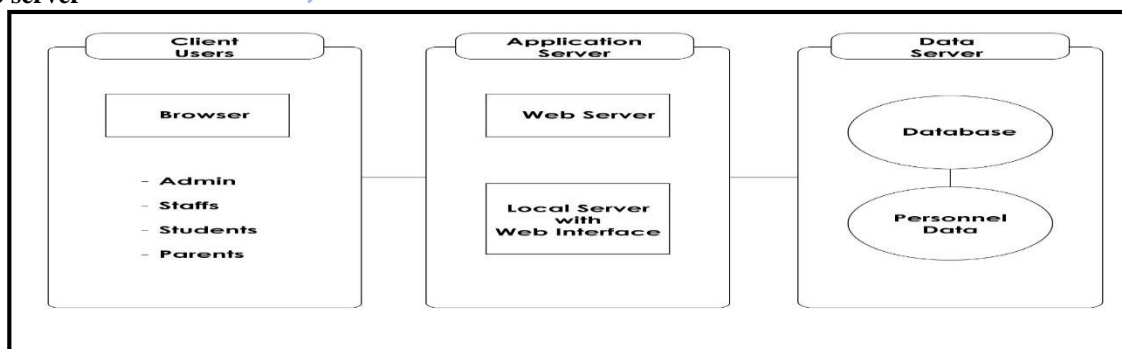 server
Client
Users
Browser
- Admin
- Staffs
- Students
- Parents
Application
Server
Web Server
Local Server
with
Web Interface
Data
Server
Database
Personnel
Data